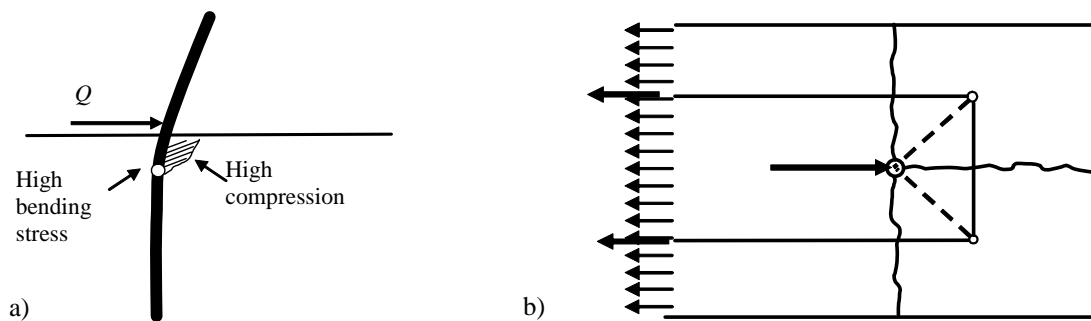 Q
High
bending
stress
High
compression
a)
b)